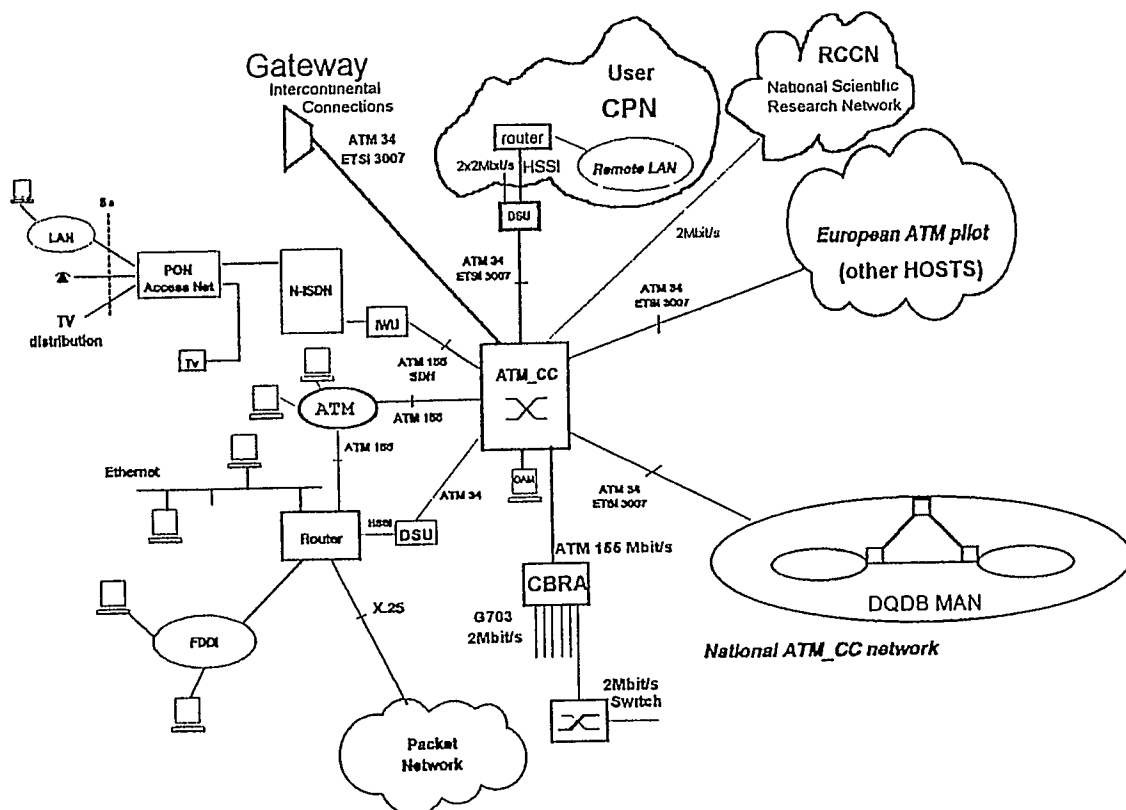 Gateway
Intercontinental
Connections
ATM 34
ETSI 3007
User
CPN
router
2x2Mbit/s
HSSI
Remote LAN
DSU
ATM 34
ETSI 3007
RCCN
National Scientific
Research Network
2Mbit/s
European ATM pilot
(other HOSTS)
ATM 34
ETSI 3007
LAN
PON
Access Net
TV
distribution
TV
N-ISDN
IWU
ATM 155
SDH
ATM_CC
ATM
ATM 155
ATM 155
Ethernet
Router
HSSI
DSU
ATM 34
OAM
ATM 34
ETSI 3007
ATM 155 Mbit/s
CBRA
G703
2Mbit/s
2Mbit/s
Switch
DQDB MAN
National ATM_CC network
FDDI
X.25
Packet
Network